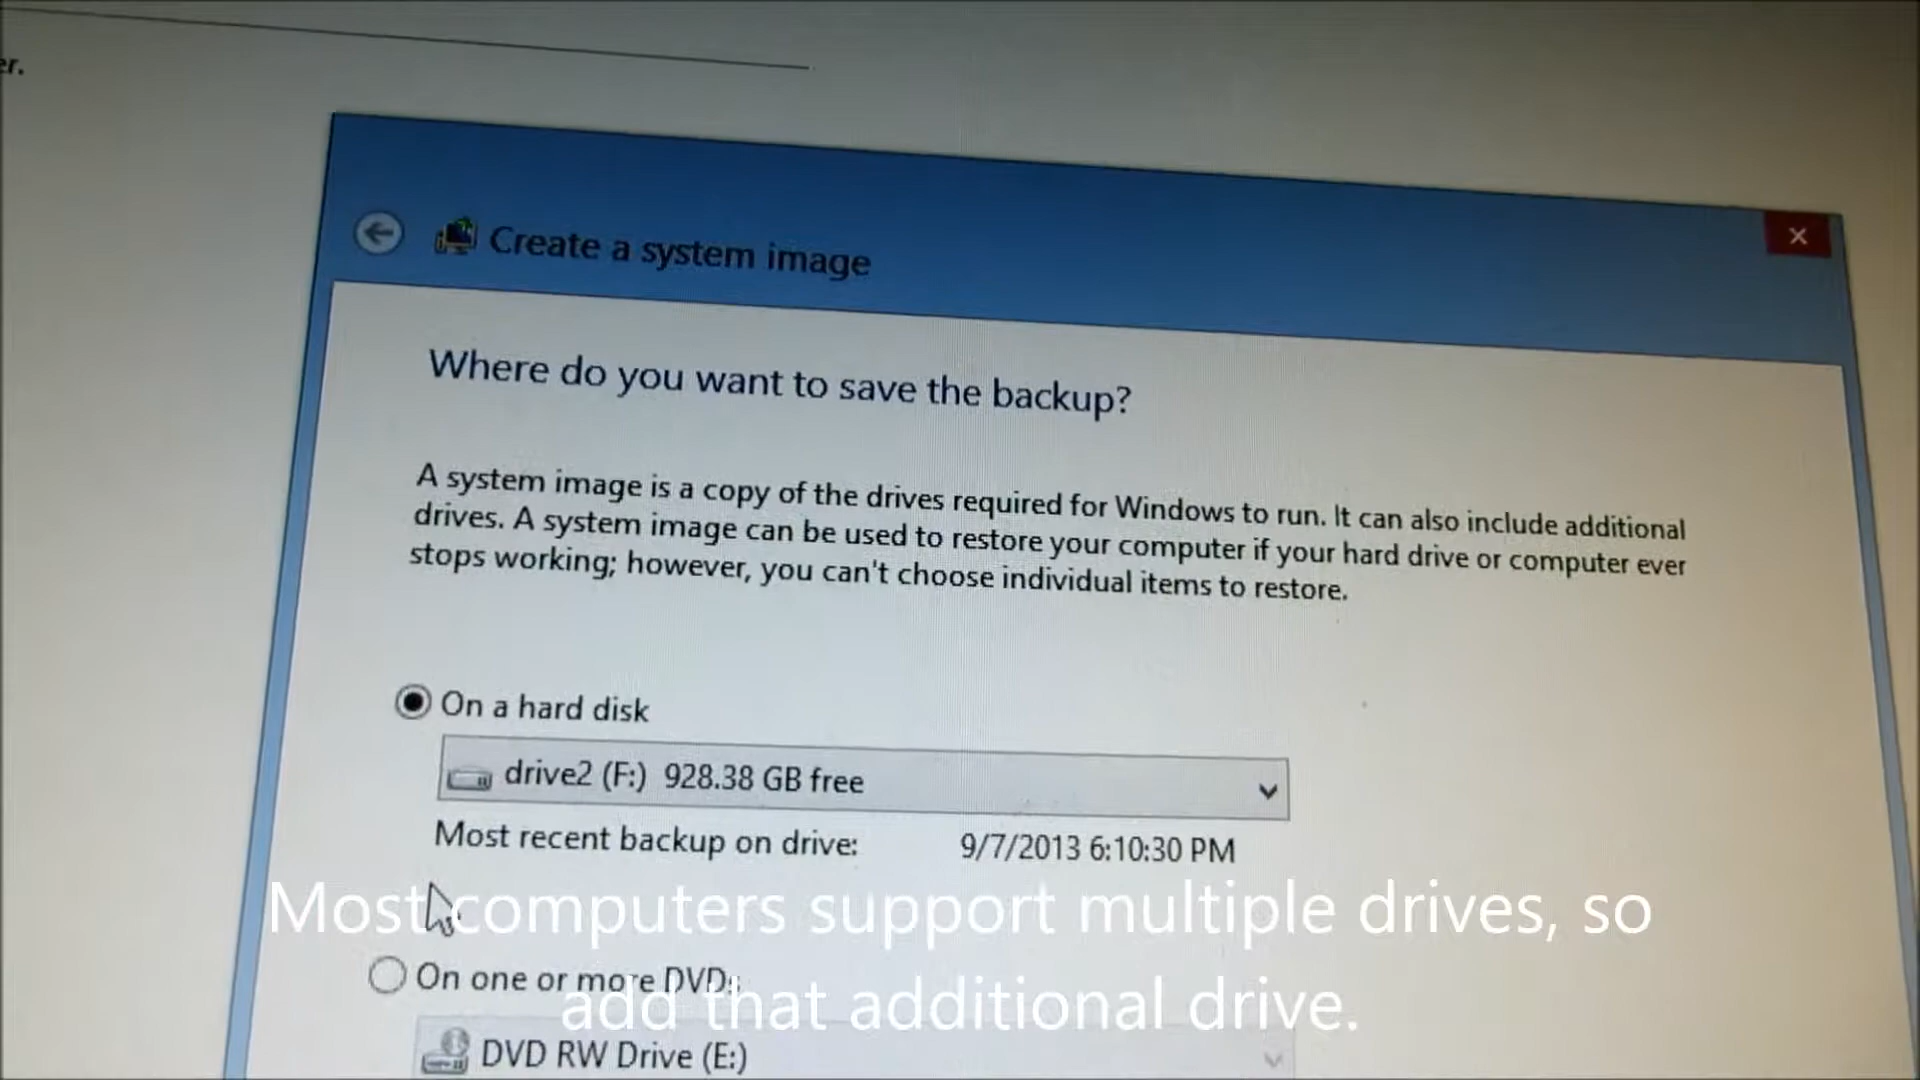 er.
Create a system image
Where do you want to save the backup?
A system image is a copy of the drives required for Windows to run. It can also include additional
drives. A system image can be used to restore your computer if your hard drive or computer ever
stops working; however, you can't choose individual items to restore.
On a hard disk
drive2 (F:) 928.38 GB free
Most recent backup on drive: 9/7/2013 6:10:30 PM
Most computers support multiple drives, so
On one or more DVDs
add that additional drive.
DVD RW Drive (E:)